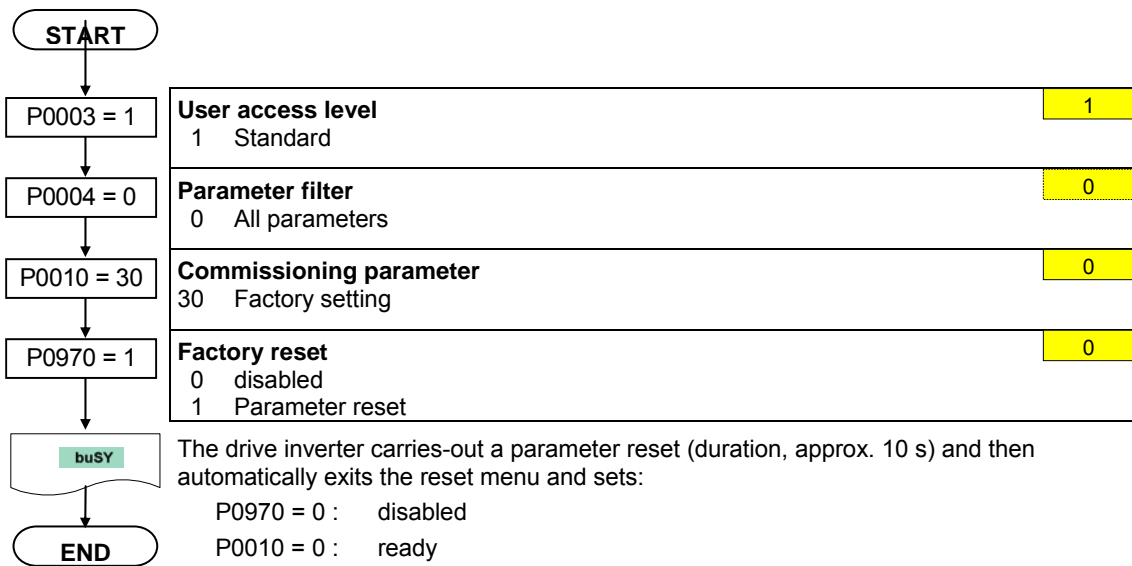 START
P0003 = 1
User access level 1
1 Standard
P0004 = 0
Parameter filter 0
0 All parameters
P0010 = 30
Commissioning parameter 0
30 Factory setting
P0970 = 1
Factory reset 0
0 disabled
1 Parameter reset
buSY
The drive inverter carries-out a parameter reset (duration, approx. 10 s) and then
automatically exits the reset menu and sets:
P0970 = 0 : disabled
P0010 = 0 : ready
END